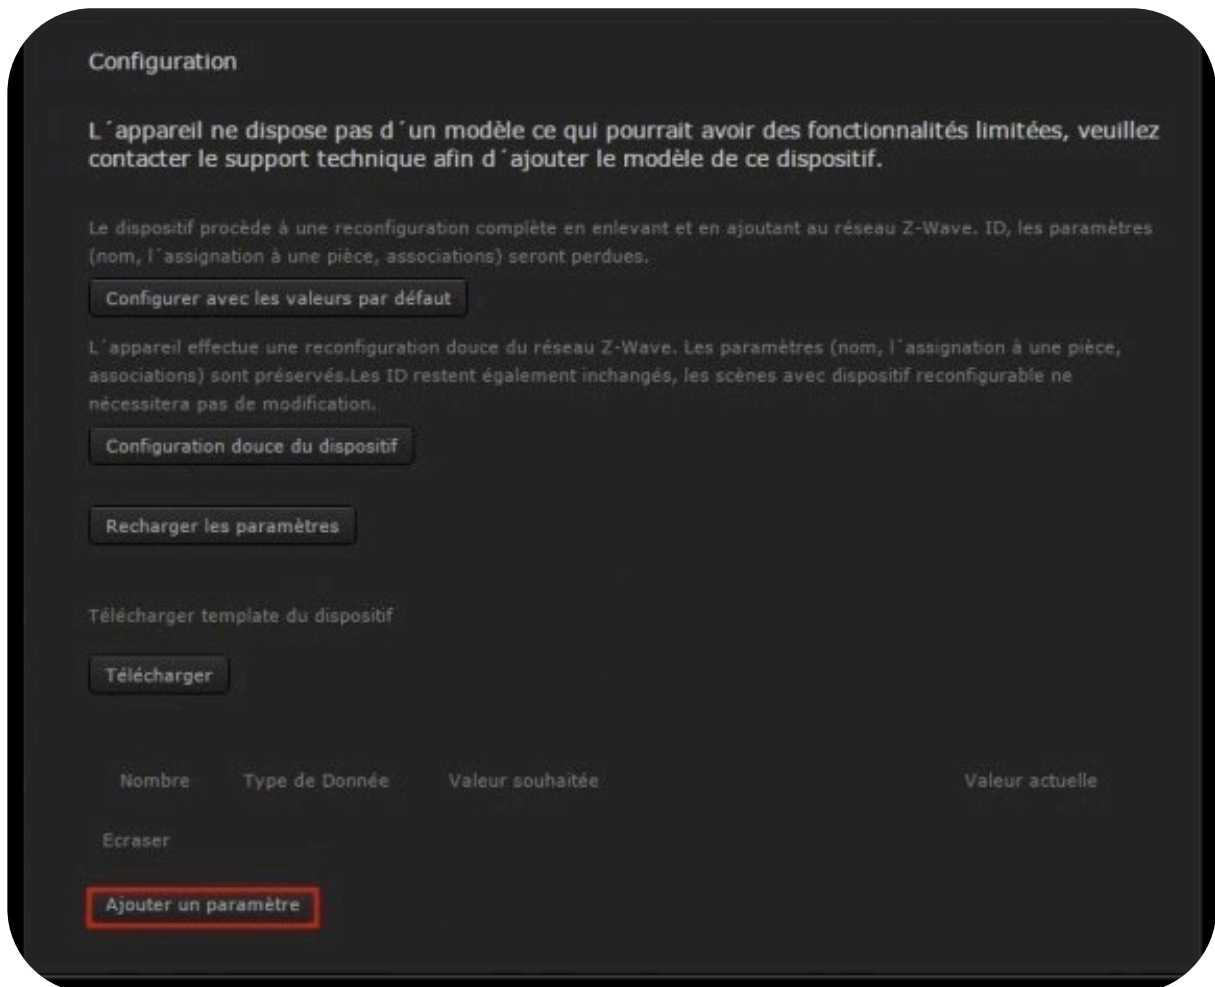 Configuration
L´appareil ne dispose pas d´un modèle ce qui pourrait avoir des fonctionnalités limitées, veuillez
contacter le support technique afin d´ajouter le modèle de ce dispositif.
Le dispositif procède à une reconfiguration complète en enlevant et en ajoutant au réseau Z-Wave. ID, les paramètres
(nom, l´assignation à une pièce, associations) seront perdues.
Configurer avec les valeurs par défaut
L´appareil effectue une reconfiguration douce du réseau Z-Wave. Les paramètres (nom, l´assignation à une pièce,
associations) sont préservés.Les ID restent également inchangés, les scènes avec dispositif reconfigurable ne
nécessitera pas de modification.
Configuration douce du dispositif
Recharger les paramètres
Télécharger template du dispositif
Télécharger
Nombre Type de Donnée Valeur souhaitée Valeur actuelle
Ecraser
Ajouter un paramètre